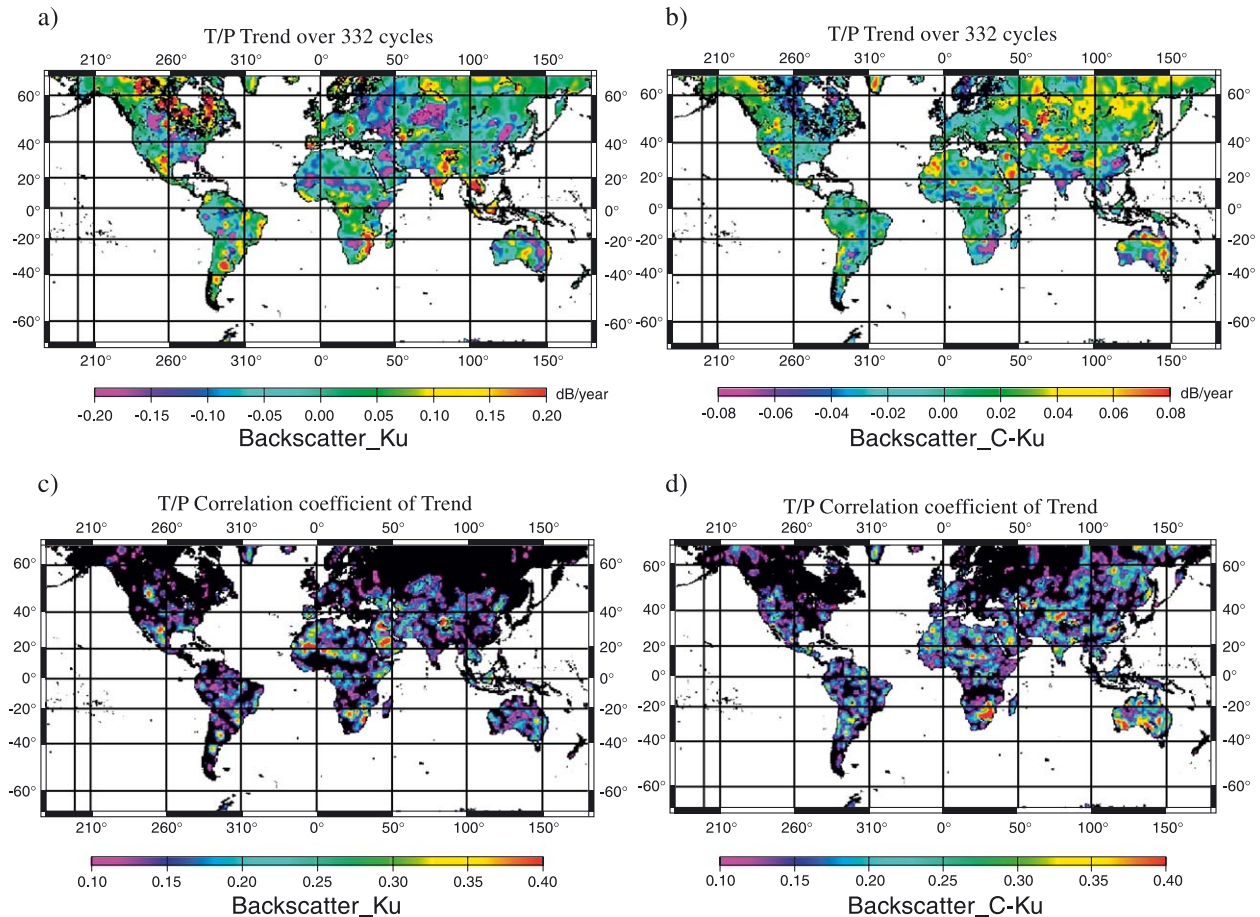 a)
T/P Trend over 332 cycles
210° 260° 310° 0° 50° 100° 150°
60°
40°
20°
0°
-20°
-40°
-60°
60°
40°
20°
0°
-20°
-40°
-60°
210° 260° 310° 0° 50° 100° 150°
dB/year
-0.20 -0.15 -0.10 -0.05 0.00 0.05 0.10 0.15 0.20
Backscatter_Ku
b)
T/P Trend over 332 cycles
210° 260° 310° 0° 50° 100° 150°
60°
40°
20°
0°
-20°
-40°
-60°
60°
40°
20°
0°
-20°
-40°
-60°
210° 260° 310° 0° 50° 100° 150°
dB/year
-0.08 -0.06 -0.04 -0.02 0.00 0.02 0.04 0.06 0.08
Backscatter_C-Ku
c)
T/P Correlation coefficient of Trend
210° 260° 310° 0° 50° 100° 150°
60°
40°
20°
0°
-20°
-40°
-60°
60°
40°
20°
0°
-20°
-40°
-60°
210° 260° 310° 0° 50° 100° 150°
0.10 0.15 0.20 0.25 0.30 0.35 0.40
Backscatter_Ku
d)
T/P Correlation coefficient of Trend
210° 260° 310° 0° 50° 100° 150°
60°
40°
20°
0°
-20°
-40°
-60°
60°
40°
20°
0°
-20°
-40°
-60°
210° 260° 310° 0° 50° 100° 150°
0.10 0.15 0.20 0.25 0.30 0.35 0.40
Backscatter_C-Ku